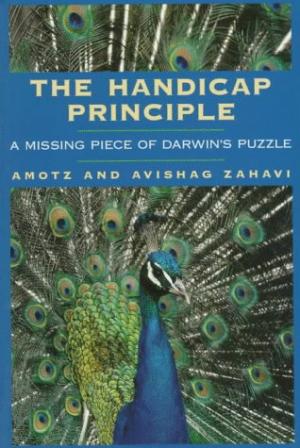 THE HANDICAP
PRINCIPLE
A MISSING PIECE OF DARWIN'S PUZZLE
AMOTZ AND AVISHAG ZAHAVI